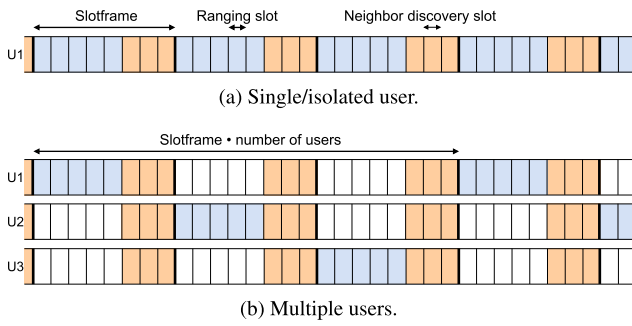 Slotframe Ranging slot Neighbor discovery slot
U1
(a) Single/isolated user.
Slotframe • number of users
U1
U2
U3
(b) Multiple users.